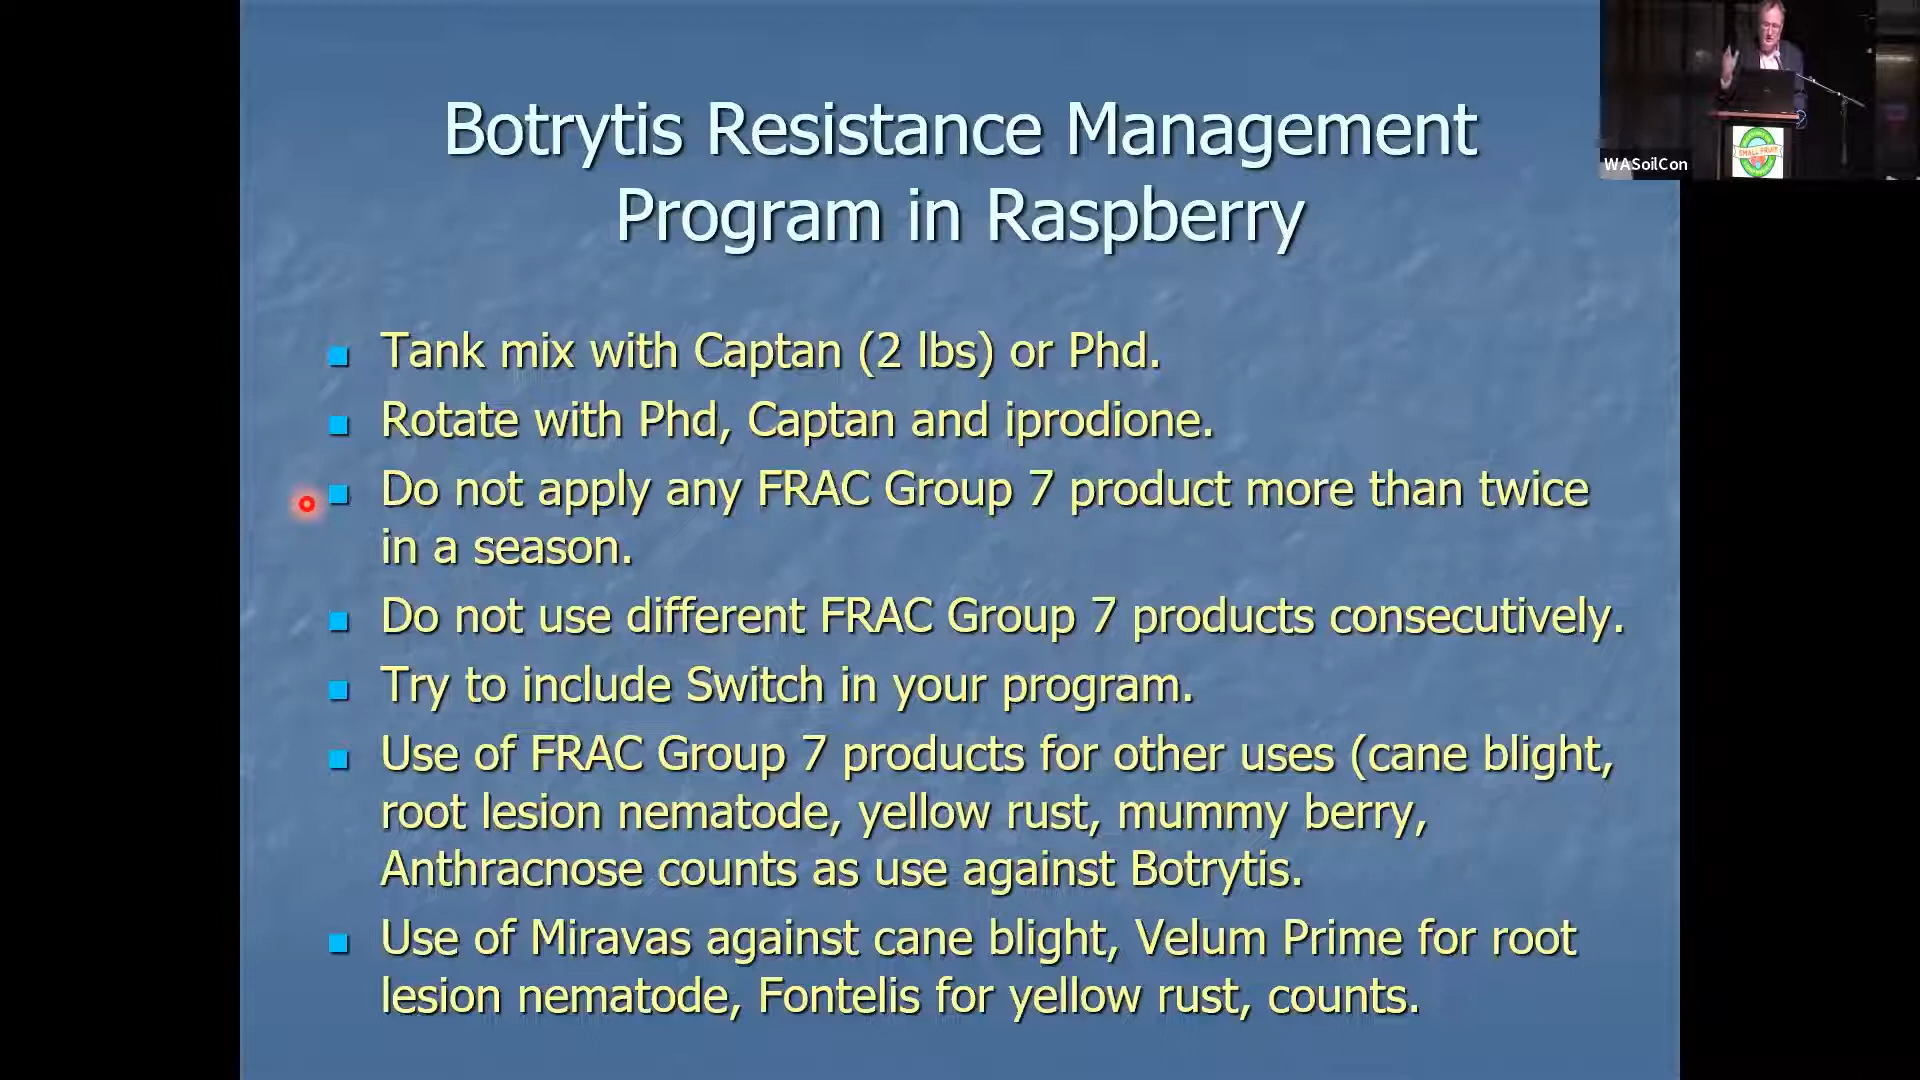 Botrytis Resistance Management
Program in Raspberry
Tank mix with Captan (2 lbs) or Phd.
Rotate with Phd, Captan and iprodione.
Do not apply any FRAC Group 7 product more than twice
in a season.
Do not use different FRAC Group 7 products consecutively.
Try to include Switch in your program.
Use of FRAC Group 7 products for other uses (cane blight,
root lesion nematode, yellow rust, mummy berry,
Anthracnose counts as use against Botrytis.
Use of Miravas against cane blight, Velum Prime for root
lesion nematode, Fontelis for yellow rust, counts.
WASoilCon
SMALL FRUIT